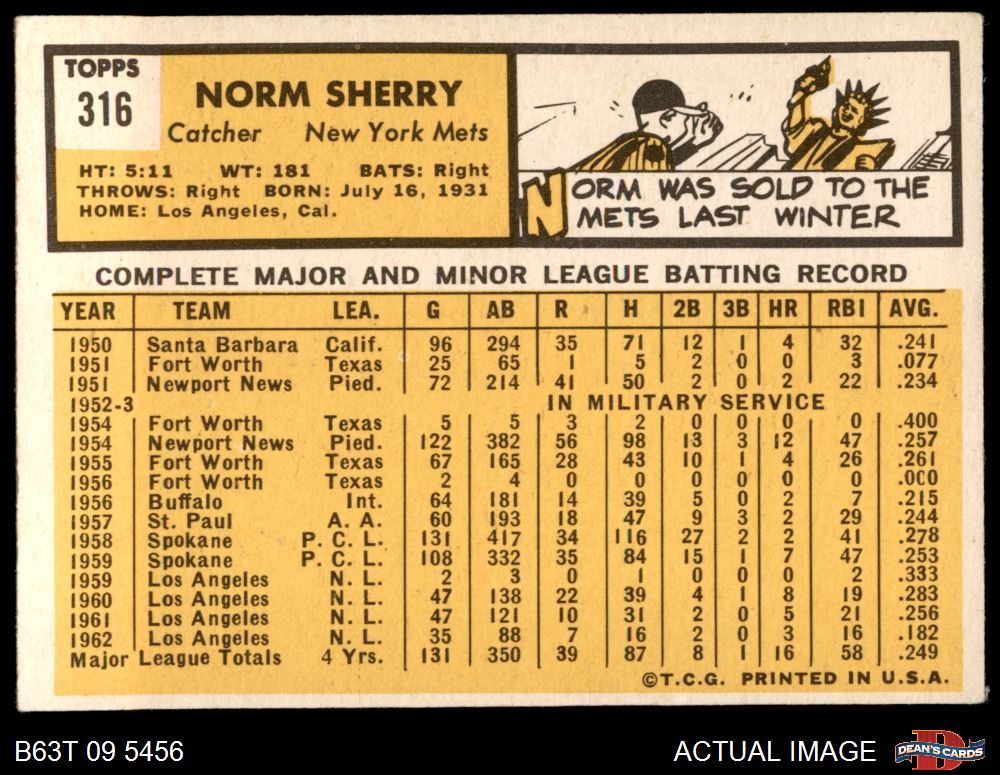 TOPPS
316
NORM SHERRY
Catcher New York Mets
HT: 5:11 WT: 181 BATS: Right
THROWS: Right BORN: July 16, 1931
HOME: Los Angeles, Cal.
NORM WAS SOLD TO THE
METS LAST WINTER
COMPLETE MAJOR AND MINOR LEAGUE BATTING RECORD
YEAR TEAM LEA. G AB R H 2B 3B HR RBI AVG.
1950 Santa Barbara Calif. 96 294 35 71 12 1 4 32 .241
1951 Fort Worth Texas 25 65 1 5 2 0 0 3 .077
1951 Newport News Pied. 72 214 41 50 2 0 2 22 .234
1952-3 IN MILITARY SERVICE
1954 Fort Worth Texas 5 5 3 2 0 0 0 0 .400
1954 Newport News Pied. 122 382 56 98 13 3 12 47 .257
1955 Fort Worth Texas 67 165 28 43 10 1 4 26 .261
1956 Fort Worth Texas 2 4 0 0 0 0 0 0 .000
1956 Buffalo Int. 64 181 14 39 5 0 2 7 .215
1957 St. Paul A. A. 60 193 18 47 9 3 2 29 .244
1958 Spokane P. C. L. 131 417 34 116 27 2 2 41 .278
1959 Spokane P. C. L. 108 332 35 84 15 1 7 47 .253
1959 Los Angeles N. L. 2 3 0 1 0 0 0 2 .333
1960 Los Angeles N. L. 47 138 22 39 4 1 8 19 .283
1961 Los Angeles N. L. 47 121 10 31 2 0 5 21 .256
1962 Los Angeles N. L. 35 88 7 16 2 0 3 16 .182
Major League Totals 4 Yrs. 131 350 39 87 8 1 16 58 .249
©T.C.G. PRINTED IN U.S.A.
B63T 09 5456
ACTUAL IMAGE
D
DEAN'S CARDS